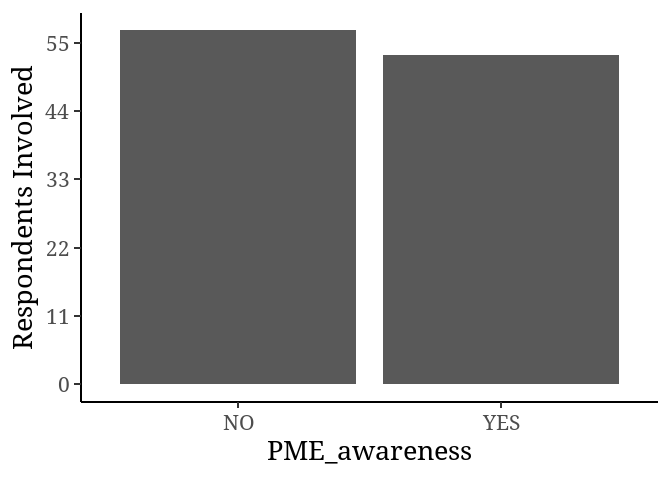 Respondents Involved
55
44
33
22
11
0
NO YES
PME_awareness